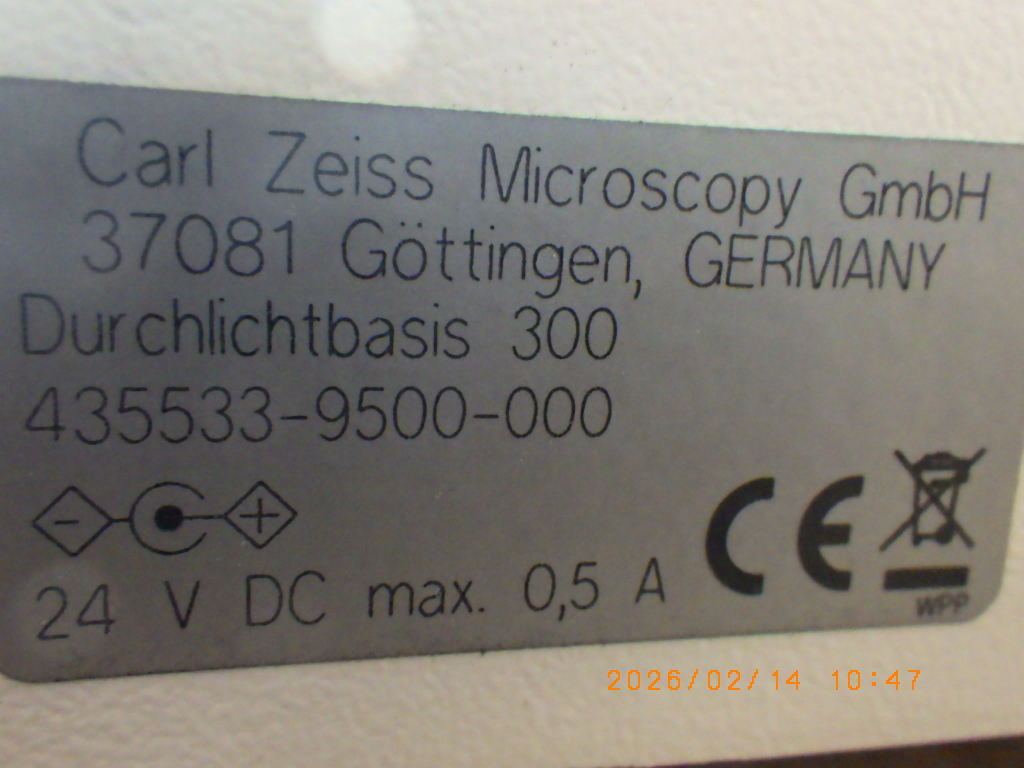 Carl Zeiss Microscopy GmbH
37081 Göttingen, GERMANY
Durchlichtbasis 300
435533-9500-000
24 V DC max. 0,5 A
CE
WPP
2026/02/14 10:47